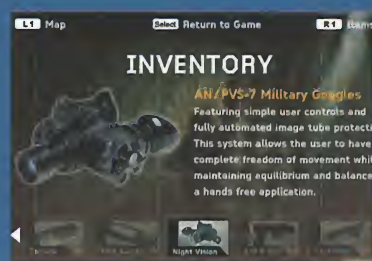 L1 Map Select Return to Game R1 Items
INVENTORY
AN/PVS-7 Military Goggles
Featuring simple user controls and
fully automated image tube protecti
This system allows the user to have
complete freedom of movement whil
maintaining equilibrium and balance
a hands free application.
Night Vision